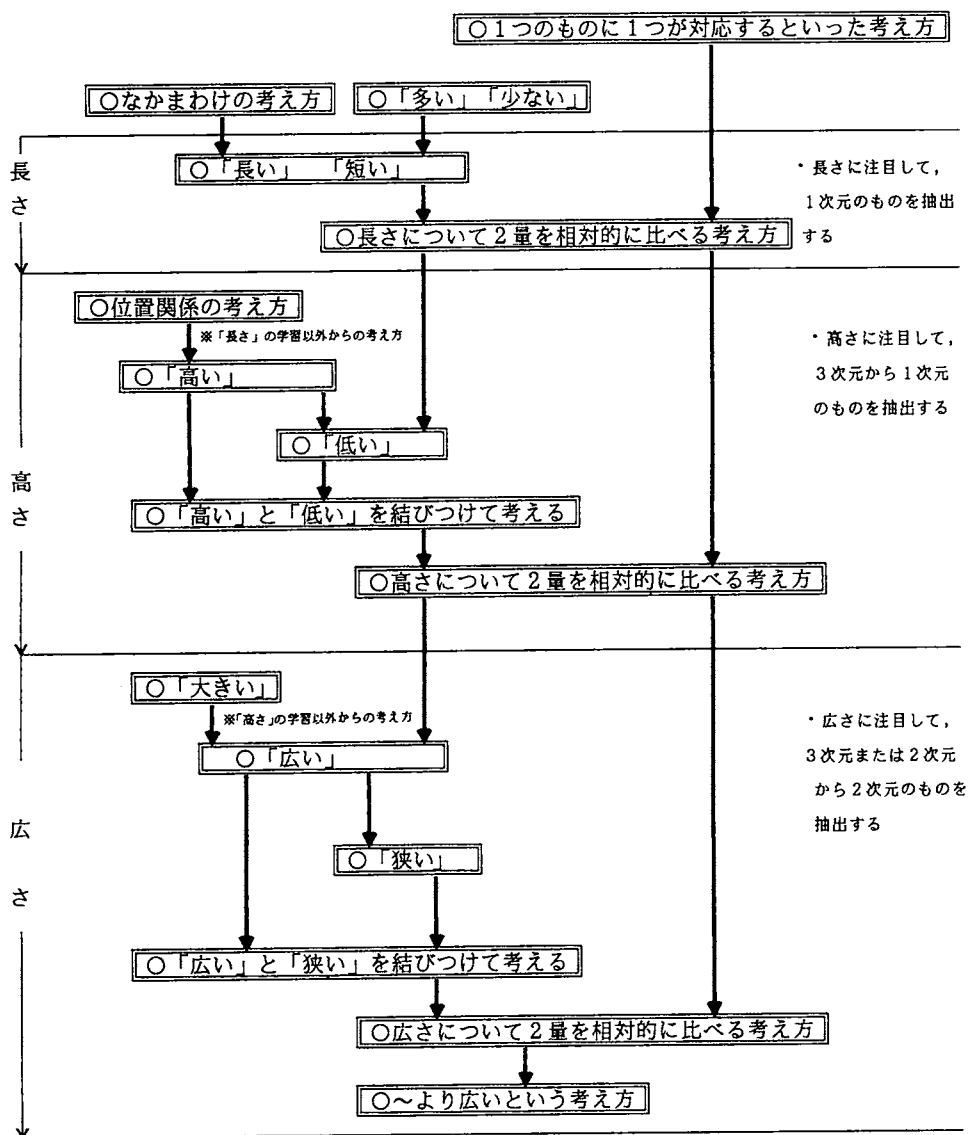 ○1つのものに1つが対応するといった考え方
○なかまわけの考え方
○「多い」「少ない」
長さ
○「長い」　「短い」
・長さに注目して，
1次元のものを抽出
する
○長さについて2量を相対的に比べる考え方
高さ
○位置関係の考え方
※「長さ」の学習以外からの考え方
○「高い」
・高さに注目して，
3次元から1次元
のものを抽出する
○「低い」
○「高い」と「低い」を結びつけて考える
○高さについて2量を相対的に比べる考え方
広さ
○「大きい」
※「高さ」の学習以外からの考え方
○「広い」
・広さに注目して，
3次元または2次元
から2次元のものを
抽出する
○「狭い」
○「広い」と「狭い」を結びつけて考える
○広さについて2量を相対的に比べる考え方
○～より広いという考え方